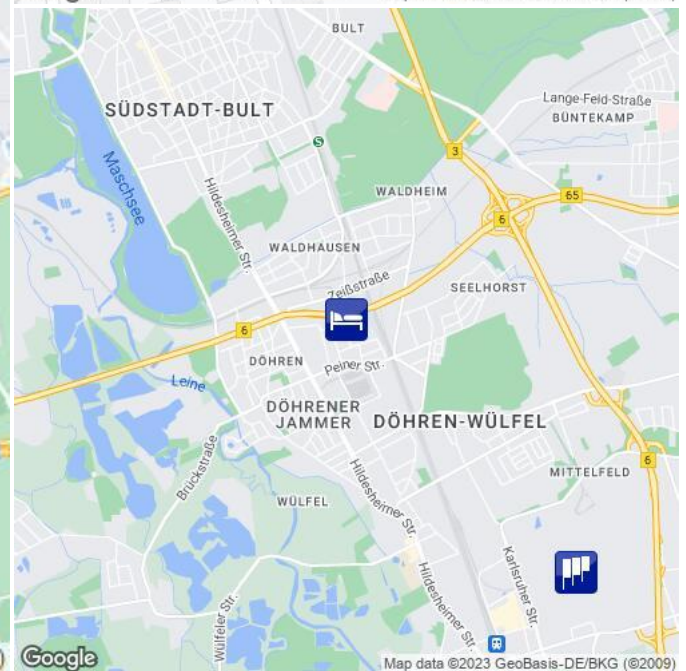 BULT
SÜDSTADT-BULT
Lange-Feld-Straße
BÜNTEKAMP
Maschsee
S
3
Hildesheimer Str.
WALDHEIM
65
6
WALDHAUSEN
Zeißstraße
SEELHORST
6
DÖHREN
Peiner Str.
Leine
DÖHRENER
JAMMER
DÖHREN-WÜLFEL
6
Brückstraße
MITTELFELD
WÜLFEL
Hildesheimer Str.
Karlsruher Str.
Wülfeler Str.
Hildesheimer Str.
Google
Map data ©2023 GeoBasis-DE/BKG (©2009)